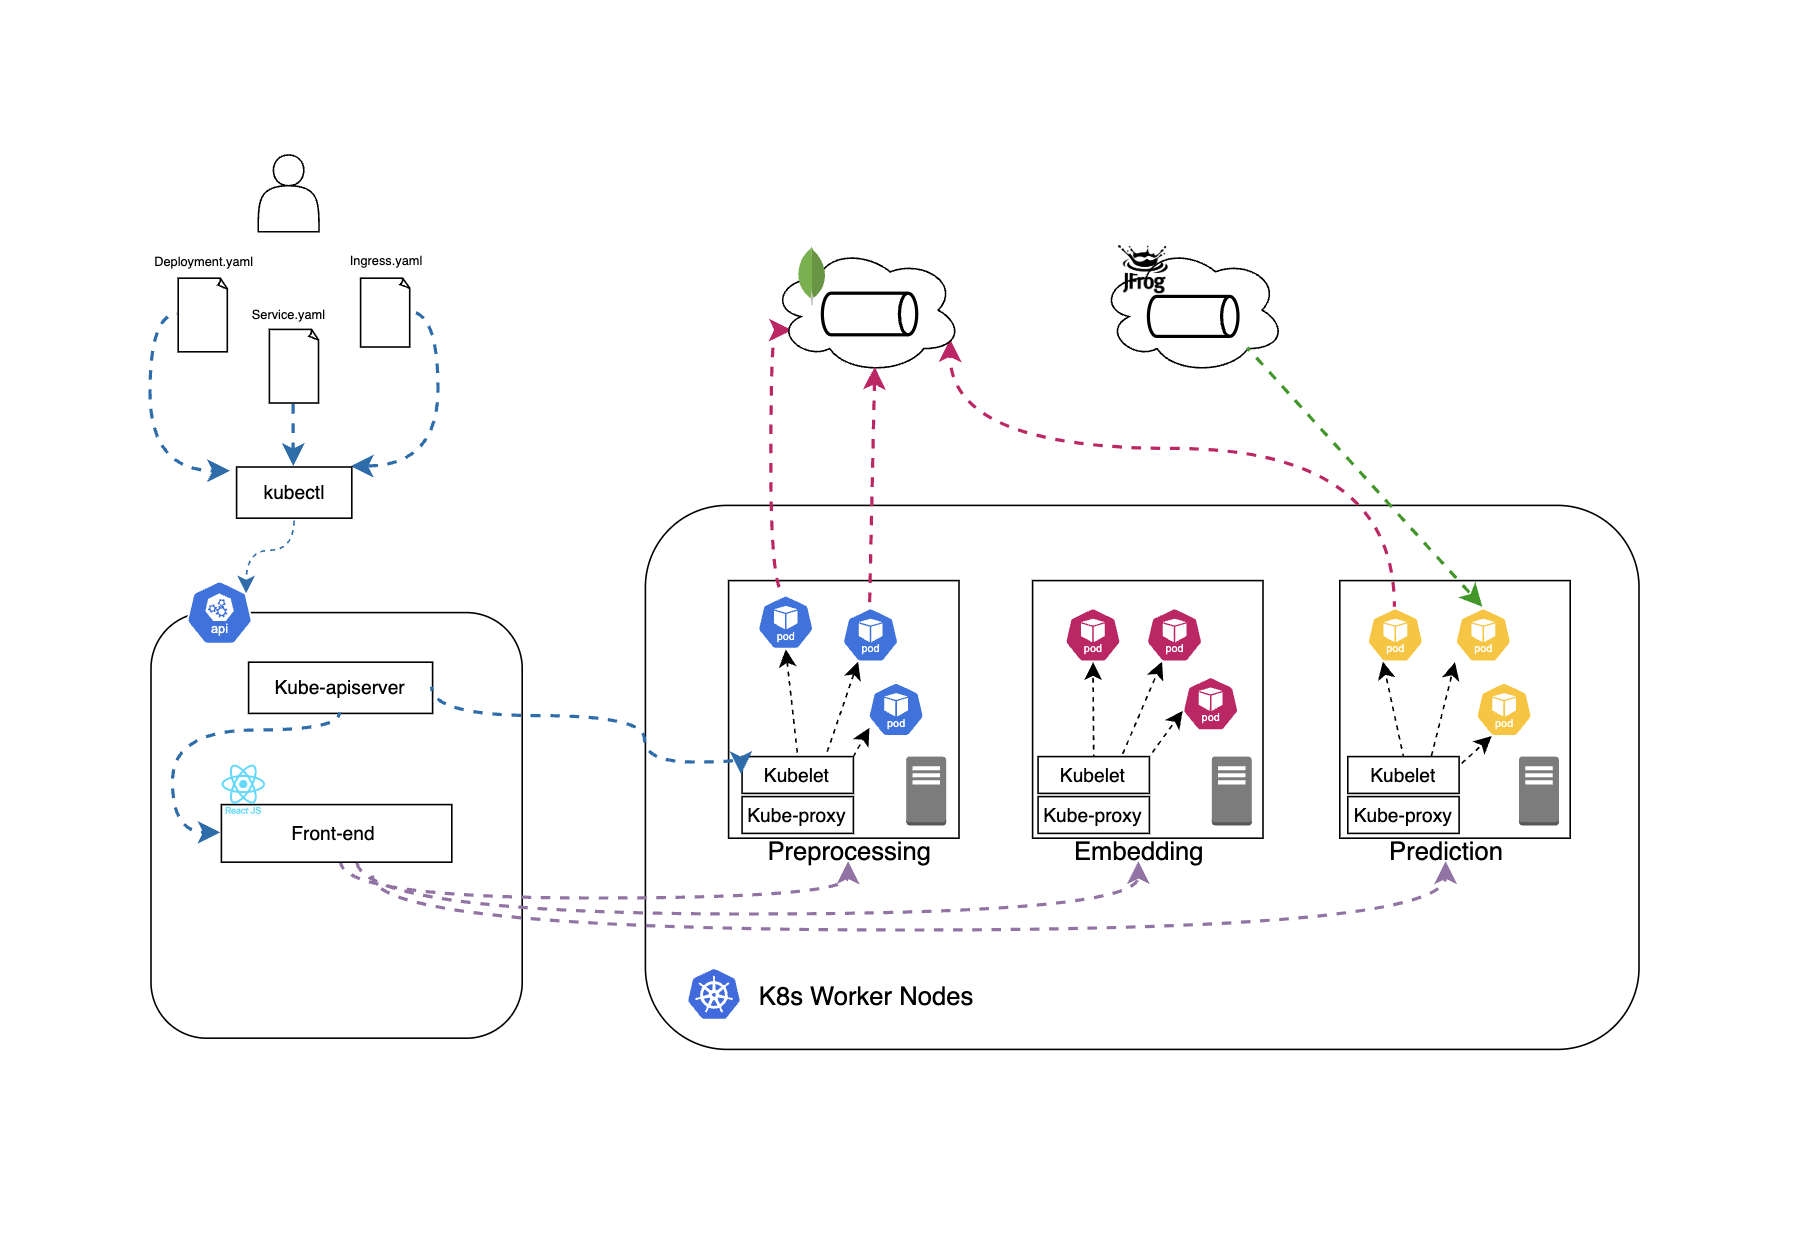 Deployment.yaml
Ingress.yaml
Service.yaml
JFrog
kubectl
api
Kube-apiserver
React JS
Front-end
pod
pod
pod
Kubelet
Kube-proxy
Preprocessing
pod
pod
pod
Kubelet
Kube-proxy
Embedding
pod
pod
pod
Kubelet
Kube-proxy
Prediction
K8s Worker Nodes